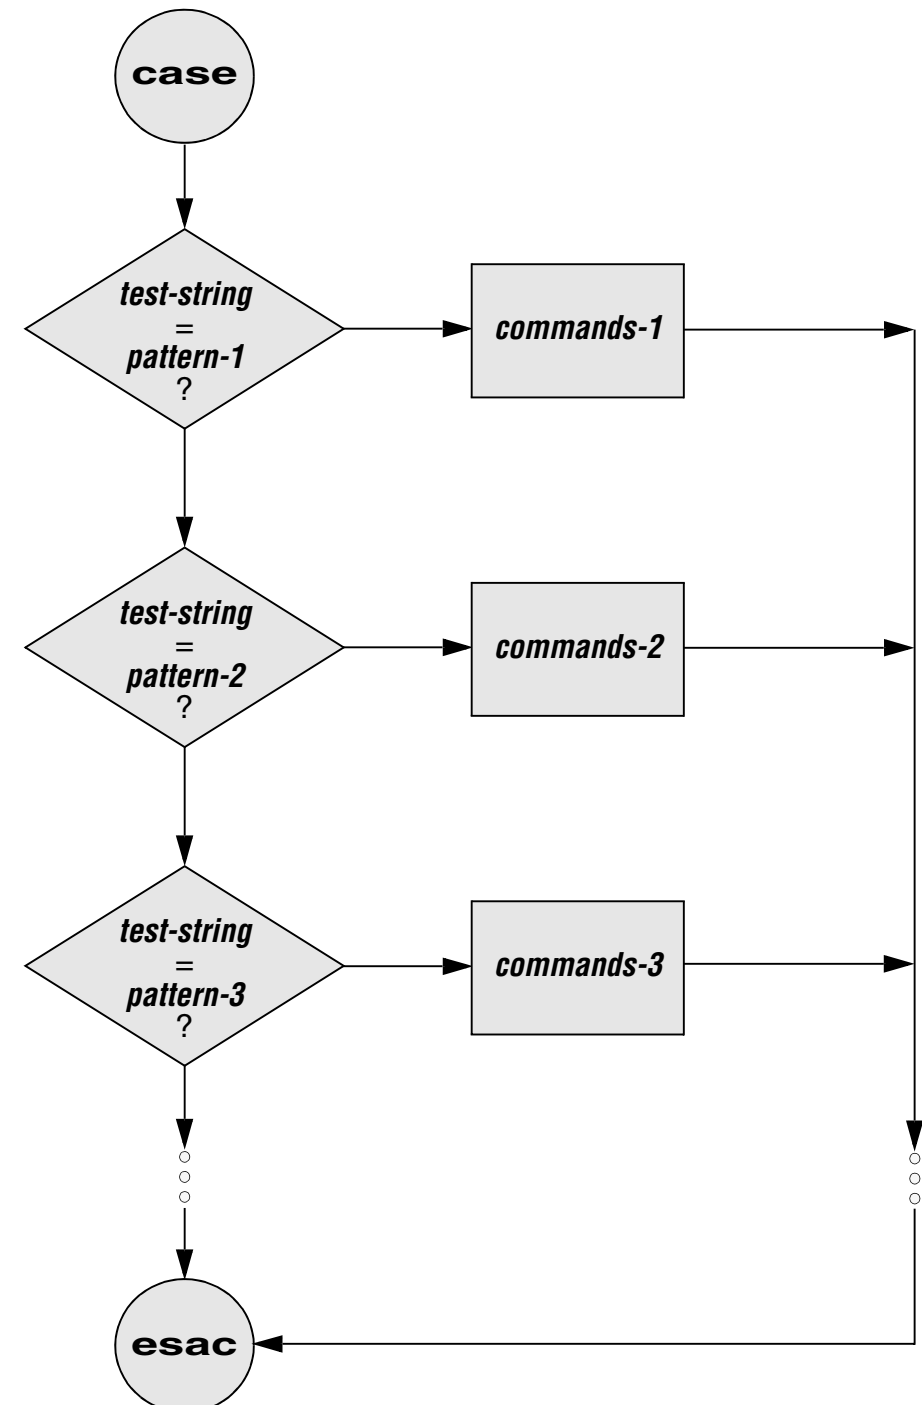 case
test-string
=
pattern-1
?
commands-1
test-string
=
pattern-2
?
commands-2
test-string
=
pattern-3
?
commands-3
esac